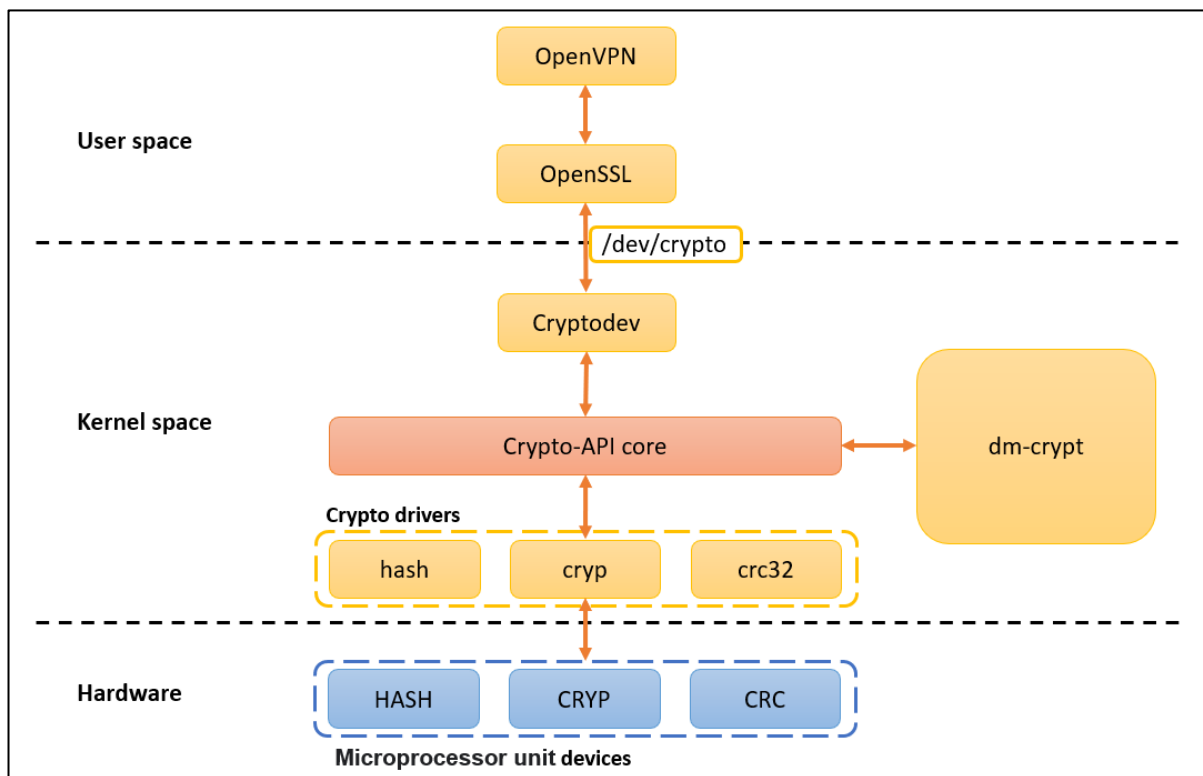 OpenVPN
User space
OpenSSL
/dev/crypto
Cryptodev
Kernel space
Crypto-API core
dm-crypt
Crypto drivers
hash
cryp
crc32
Hardware
HASH
CRYP
CRC
Microprocessor unit devices